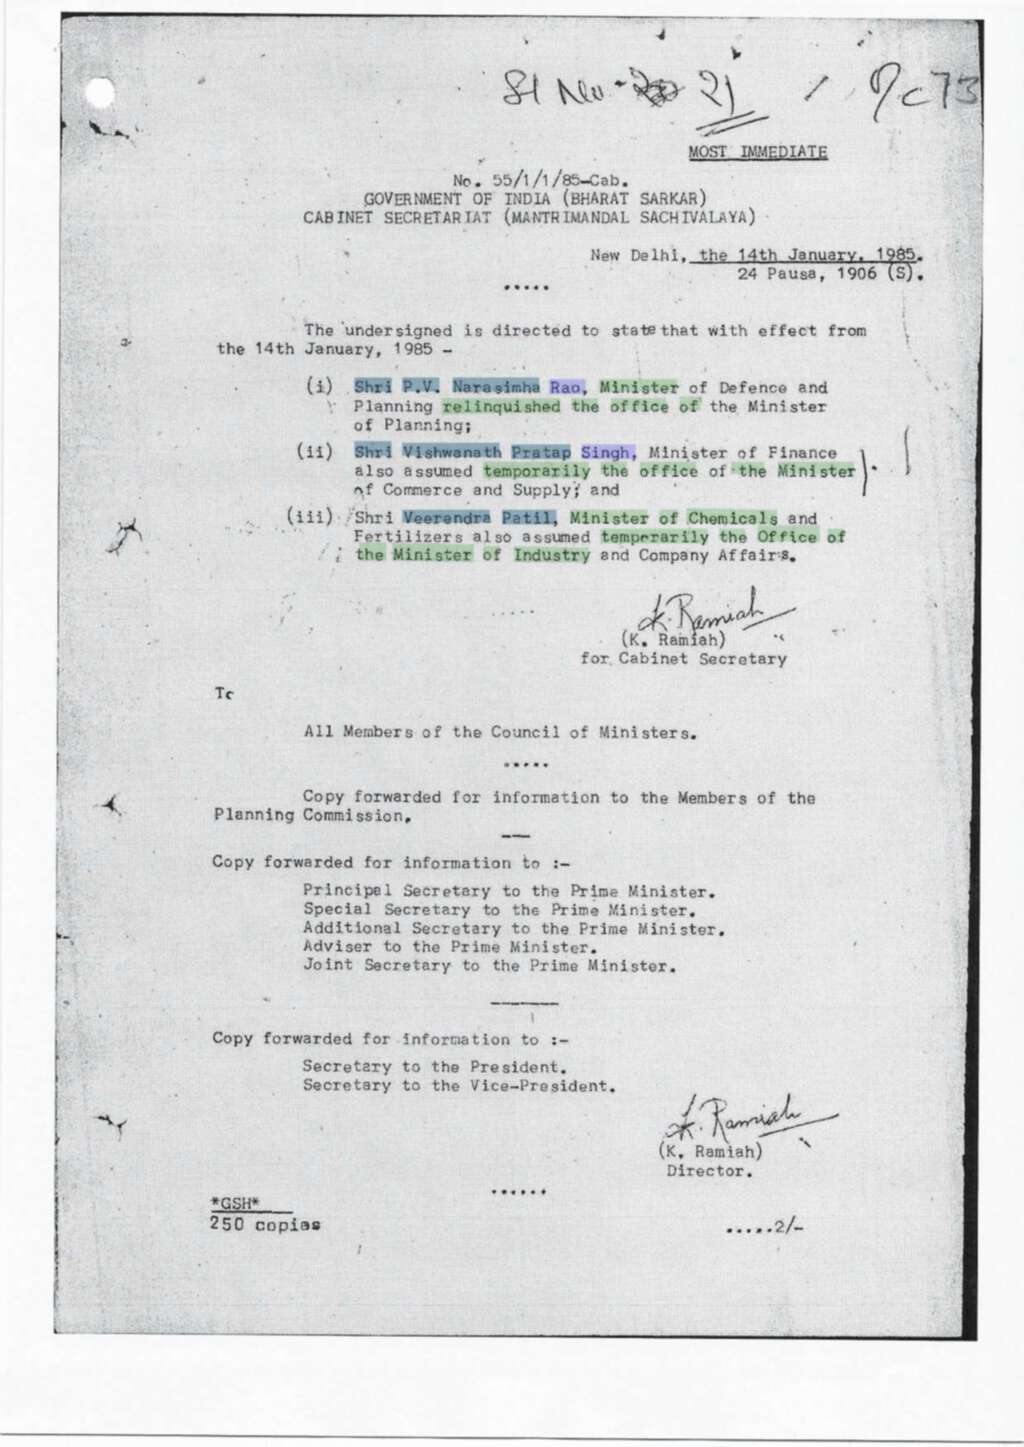 Sl No - 21
MOST IMMEDIATE
No. 55/1/1/85-Cab.
GOVERNMENT OF INDIA (BHARAT SARKAR)
CABINET SECRETARIAT (MANTRIMANDAL SACHIVALAYA)
New Delhi, the 14th January, 1985.
24 Pausa, 1906 (S).
.....
The undersigned is directed to state that with effect from
the 14th January, 1985 -
(i) Shri P.V. Narasimha Rao, Minister of Defence and
Planning relinquished the office of the Minister
of Planning;
(ii) Shri Vishwanath Pratap Singh, Minister of Finance
also assumed temporarily the office of the Minister
of Commerce and Supply; and
(iii) Shri Veerendra Patil, Minister of Chemicals and
Fertilizers also assumed temporarily the Office of
the Minister of Industry and Company Affairs.
.....
K. Ramiah
(K. Ramiah)
for Cabinet Secretary
To
All Members of the Council of Ministers.
.....
Copy forwarded for information to the Members of the
Planning Commission.
Copy forwarded for information to :-
Principal Secretary to the Prime Minister.
Special Secretary to the Prime Minister.
Additional Secretary to the Prime Minister.
Adviser to the Prime Minister.
Joint Secretary to the Prime Minister.
Copy forwarded for information to :-
Secretary to the President.
Secretary to the Vice-President.
K. Ramiah
(K. Ramiah)
Director.
......
*GSH*
250 copies
.....2/-